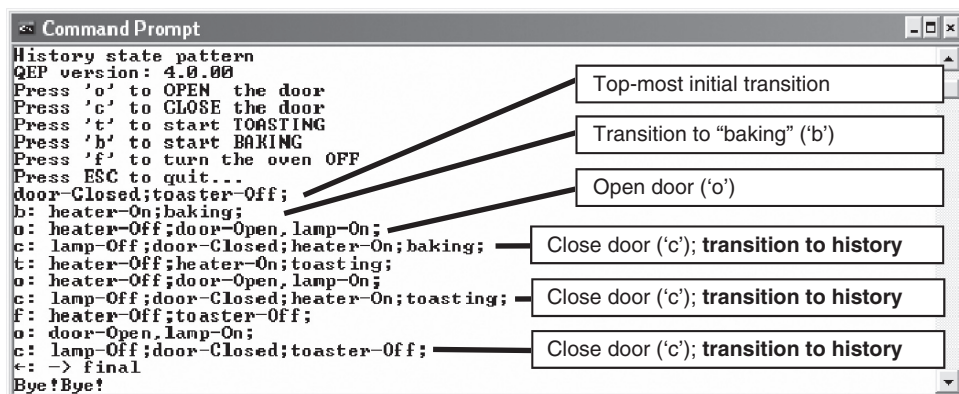 Command Prompt
History state pattern
QEP version: 4.0.00
Press 'o' to OPEN  the door
Press 'c' to CLOSE the door
Press 't' to start TOASTING
Press 'b' to start BAKING
Press 'f' to turn the oven OFF
Press ESC to quit...
door-Closed;toaster-Off;
b: heater-On;baking;
o: heater-Off;door-Open,lamp-On;
c: lamp-Off;door-Closed;heater-On;baking;
t: heater-Off;heater-On;toasting;
o: heater-Off;door-Open,lamp-On;
c: lamp-Off;door-Closed;heater-On;toasting;
f: heater-Off;toaster-Off;
o: door-Open,lamp-On;
c: lamp-Off;door-Closed;toaster-Off;
←: -> final
Bye!Bye!
Top-most initial transition
Transition to “baking” (‘b’)
Open door (‘o’)
Close door (‘c’); transition to history
Close door (‘c’); transition to history
Close door (‘c’); transition to history